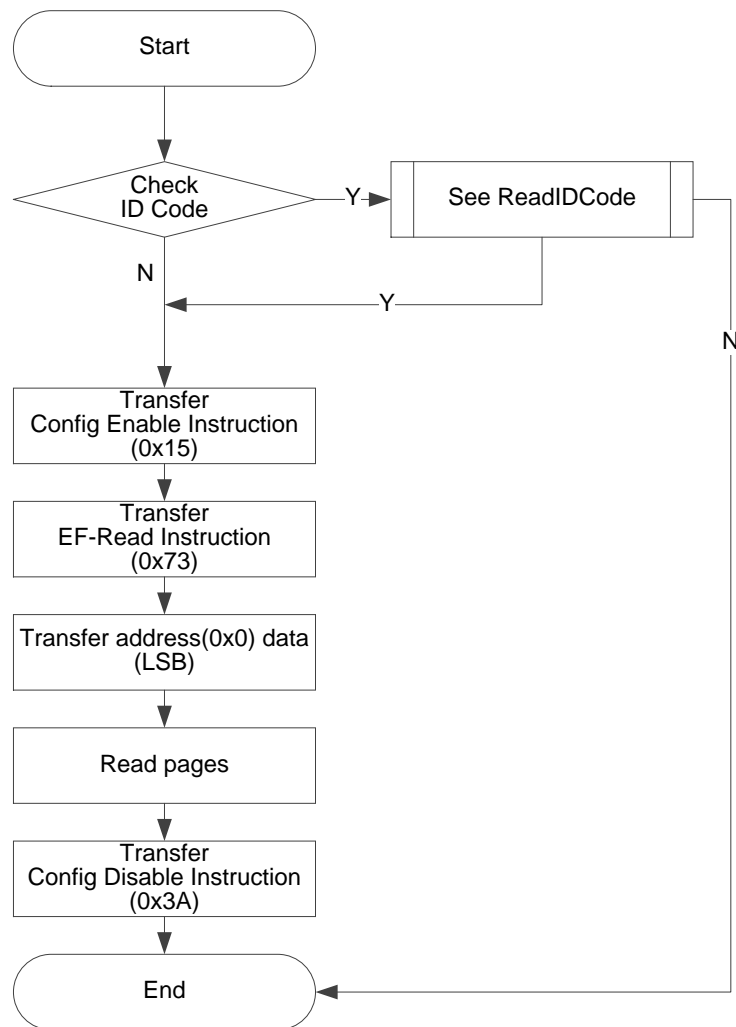 Start
Check
ID Code
Y
See ReadIDCode
N
Y
N
Transfer
Config Enable Instruction
(0x15)
Transfer
EF-Read Instruction
(0x73)
Transfer address(0x0) data
(LSB)
Read pages
Transfer
Config Disable Instruction
(0x3A)
End